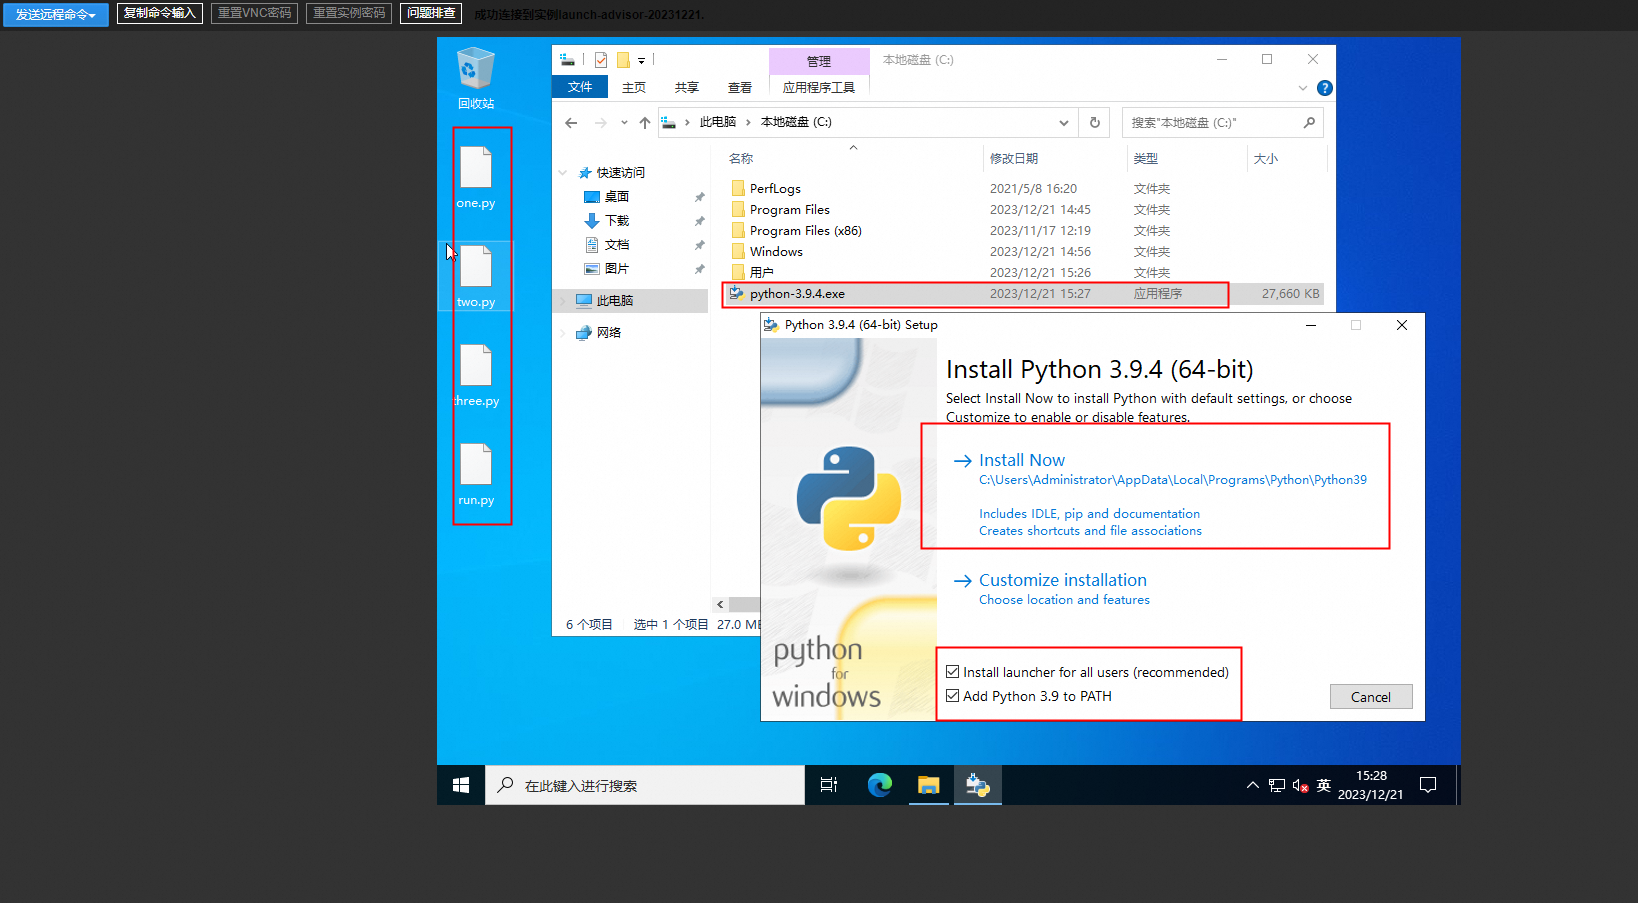 发送远程命令 复制命令输入 重置VNC密码 重置实例密码 问题排查 成功连接到实例launch-advisor-20231221.
回收站
one.py
two.py
three.py
run.py
管理 本地磁盘 (C:)
文件 主页 共享 查看 应用程序工具
此电脑 本地磁盘 (C:) 搜索"本地磁盘 (C:)"
快速访问
桌面
下载
文档
图片
此电脑
网络
名称 修改日期 类型 大小
PerfLogs 2021/5/8 16:20 文件夹
Program Files 2023/12/21 14:45 文件夹
Program Files (x86) 2023/11/17 12:19 文件夹
Windows 2023/12/21 14:56 文件夹
用户 2023/12/21 15:26 文件夹
python-3.9.4.exe 2023/12/21 15:27 应用程序 27,660 KB
6 个项目 选中 1 个项目 27.0 MB
Python 3.9.4 (64-bit) Setup
Install Python 3.9.4 (64-bit)
Select Install Now to install Python with default settings, or choose
Customize to enable or disable features.
Install Now
C:\Users\Administrator\AppData\Local\Programs\Python\Python39
Includes IDLE, pip and documentation
Creates shortcuts and file associations
Customize installation
Choose location and features
python
for
windows
Install launcher for all users (recommended)
Add Python 3.9 to PATH
Cancel
在此键入进行搜索
英
15:28
2023/12/21